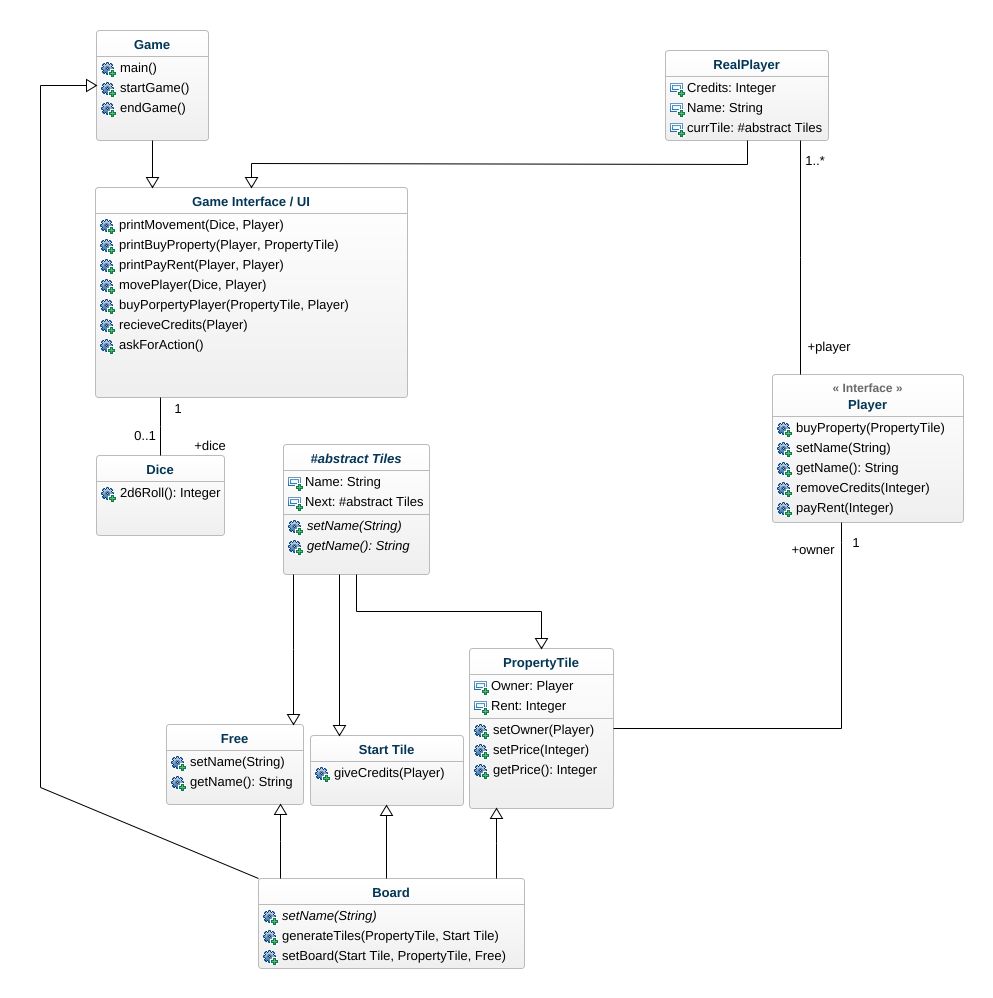 Game
main()
startGame()
endGame()
RealPlayer
Credits: Integer
Name: String
currTile: #abstract Tiles
1..*
Game Interface / UI
printMovement(Dice, Player)
printBuyProperty(Player, PropertyTile)
printPayRent(Player, Player)
movePlayer(Dice, Player)
buyPorpertyPlayer(PropertyTile, Player)
recieveCredits(Player)
askForAction()
+player
« Interface »
Player
buyProperty(PropertyTile)
setName(String)
getName(): String
removeCredits(Integer)
payRent(Integer)
1
0..1
+dice
Dice
2d6Roll(): Integer
#abstract Tiles
Name: String
Next: #abstract Tiles
setName(String)
getName(): String
+owner
1
PropertyTile
Owner: Player
Rent: Integer
setOwner(Player)
setPrice(Integer)
getPrice(): Integer
Free
setName(String)
getName(): String
Start Tile
giveCredits(Player)
Board
setName(String)
generateTiles(PropertyTile, Start Tile)
setBoard(Start Tile, PropertyTile, Free)